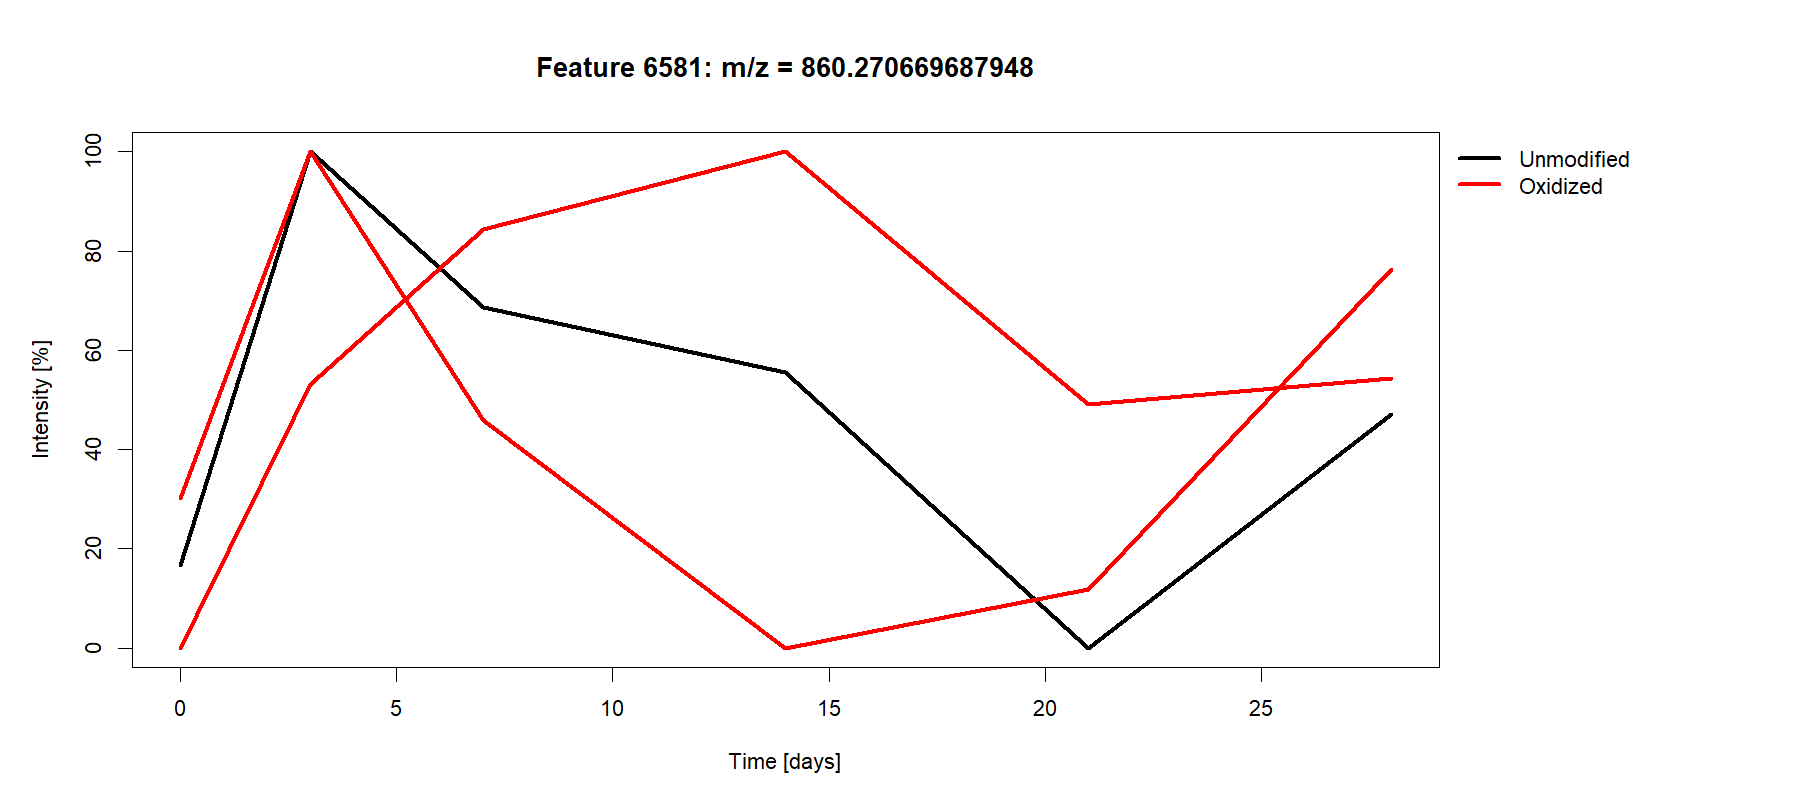 Feature 6581: m/z = 860.270669687948
Unmodified
Oxidized
Intensity [%]
100
80
60
40
20
0
0 5 10 15 20 25
Time [days]